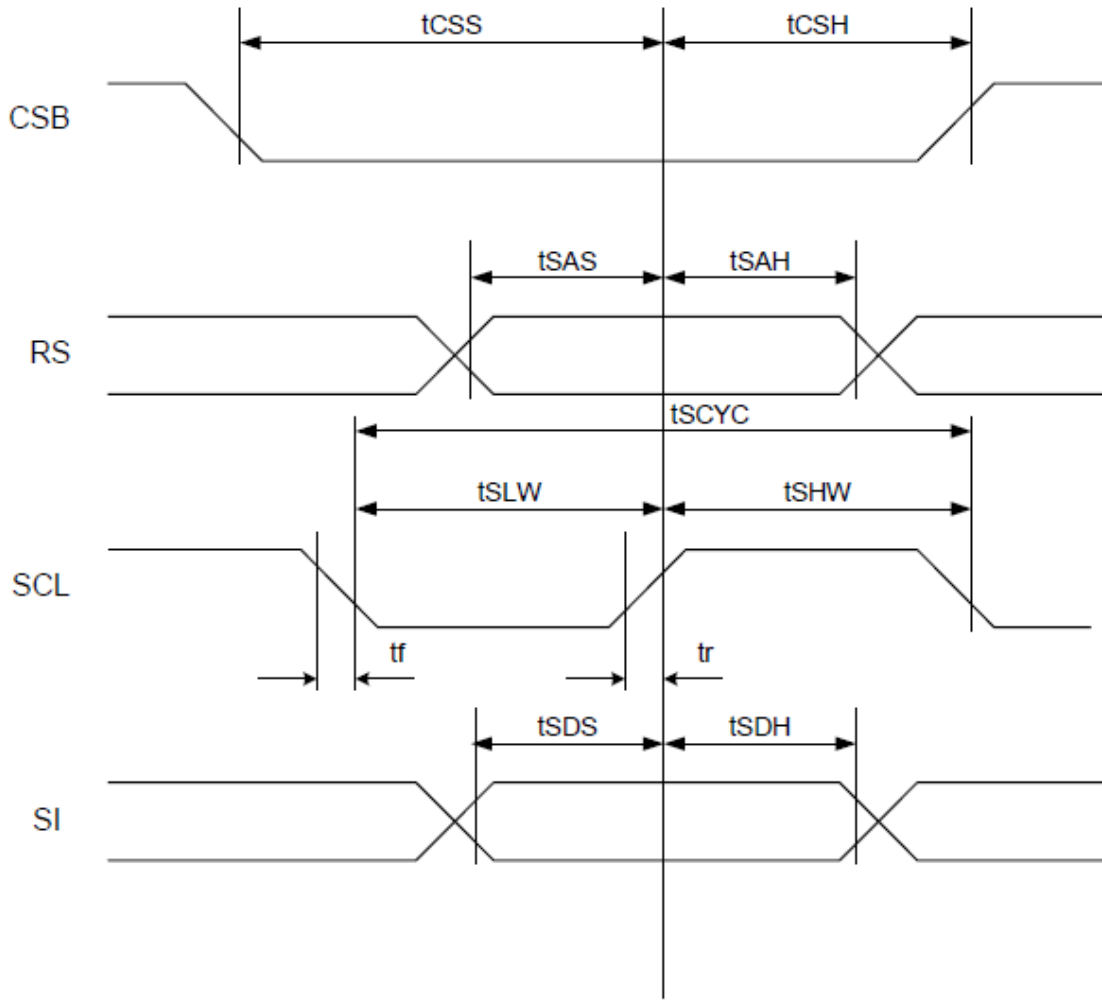 tCSS tCSH
CSB
tSAS tSAH
RS
tSCYC
tSLW tSHW
SCL
tf tr
tSDS tSDH
SI